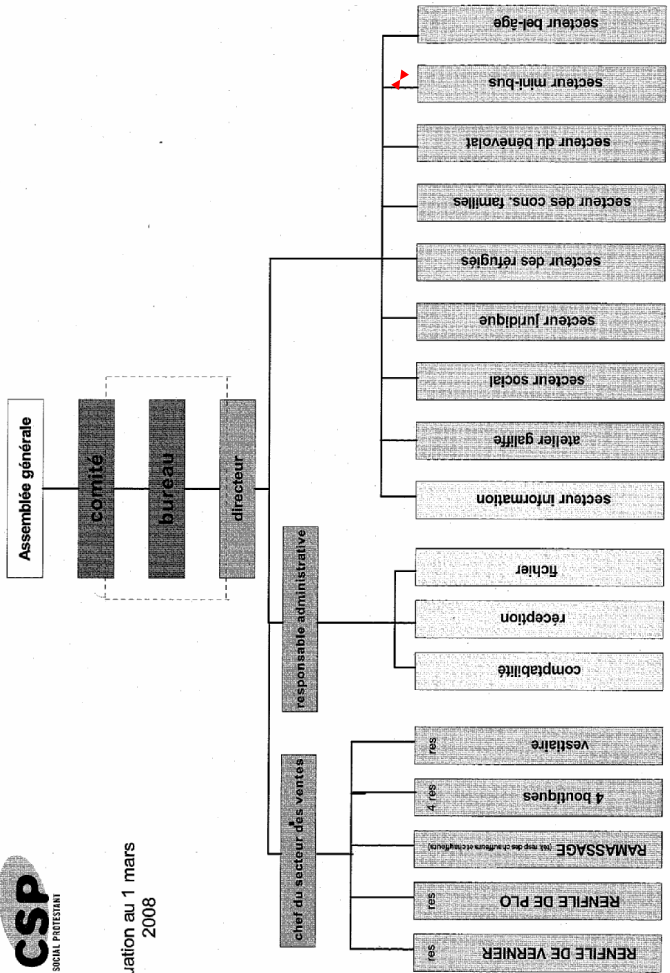 CSP
SOCIAL PROTESTANT
uation au 1 mars
2008
Assemblée générale
comité
bureau
directeur
chef du secteur des ventes
responsable administrative
res
RENFILE DE VERNIER
res
RENFILE DE PLO
RAMASSAGE
4 res
4 boutiques
res
vestiaire
comptabilité
réception
fichier
secteur information
atelier galiffe
secteur social
secteur juridique
secteur des réfugiés
secteur des cons. familles
secteur du bénévolat
secteur mini-bus
secteur bel-âge